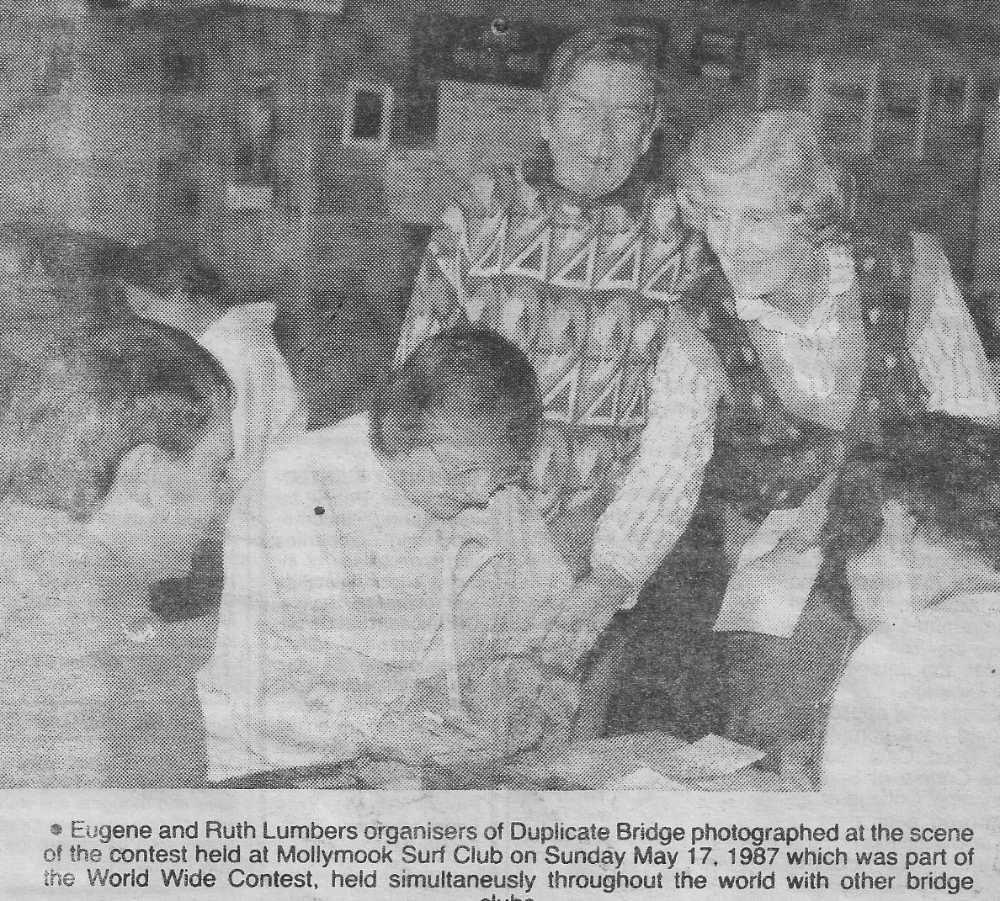 • Eugene and Ruth Lumbers organisers of Duplicate Bridge photographed at the scene
of the contest held at Mollymook Surf Club on Sunday May 17, 1987 which was part of
the World Wide Contest, held simultaneusly throughout the world with other bridge
clubs